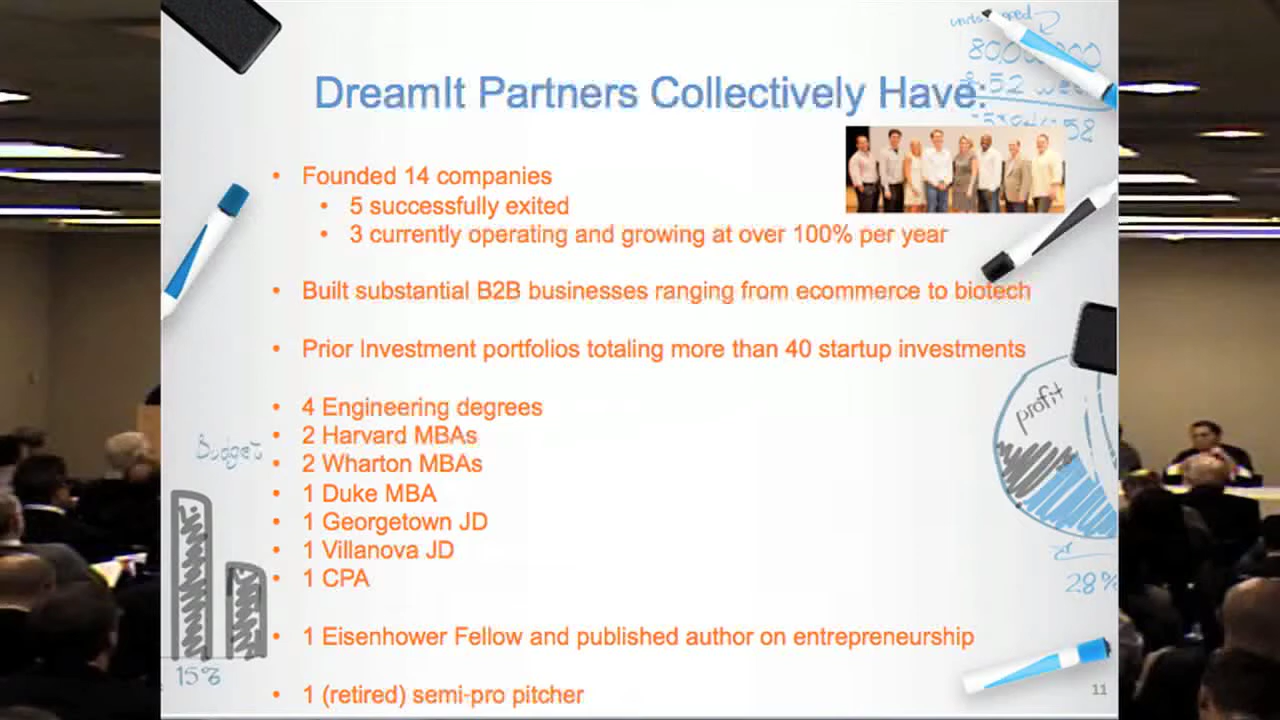 DreamIt Partners Collectively Have:
Founded 14 companies
5 successfully exited
3 currently operating and growing at over 100% per year
Built substantial B2B businesses ranging from ecommerce to biotech
Prior Investment portfolios totaling more than 40 startup investments
4 Engineering degrees
2 Harvard MBAs
2 Wharton MBAs
1 Duke MBA
1 Georgetown JD
1 Villanova JD
1 CPA
1 Eisenhower Fellow and published author on entrepreneurship
1 (retired) semi-pro pitcher
profit
Budget
28%
15%
11